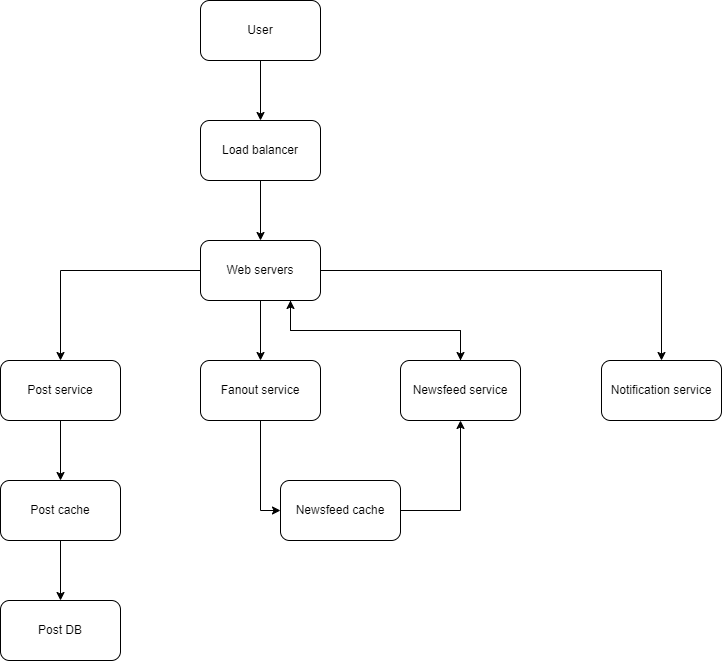 User
Load balancer
Web servers
Post service
Fanout service
Newsfeed service
Notification service
Post cache
Newsfeed cache
Post DB